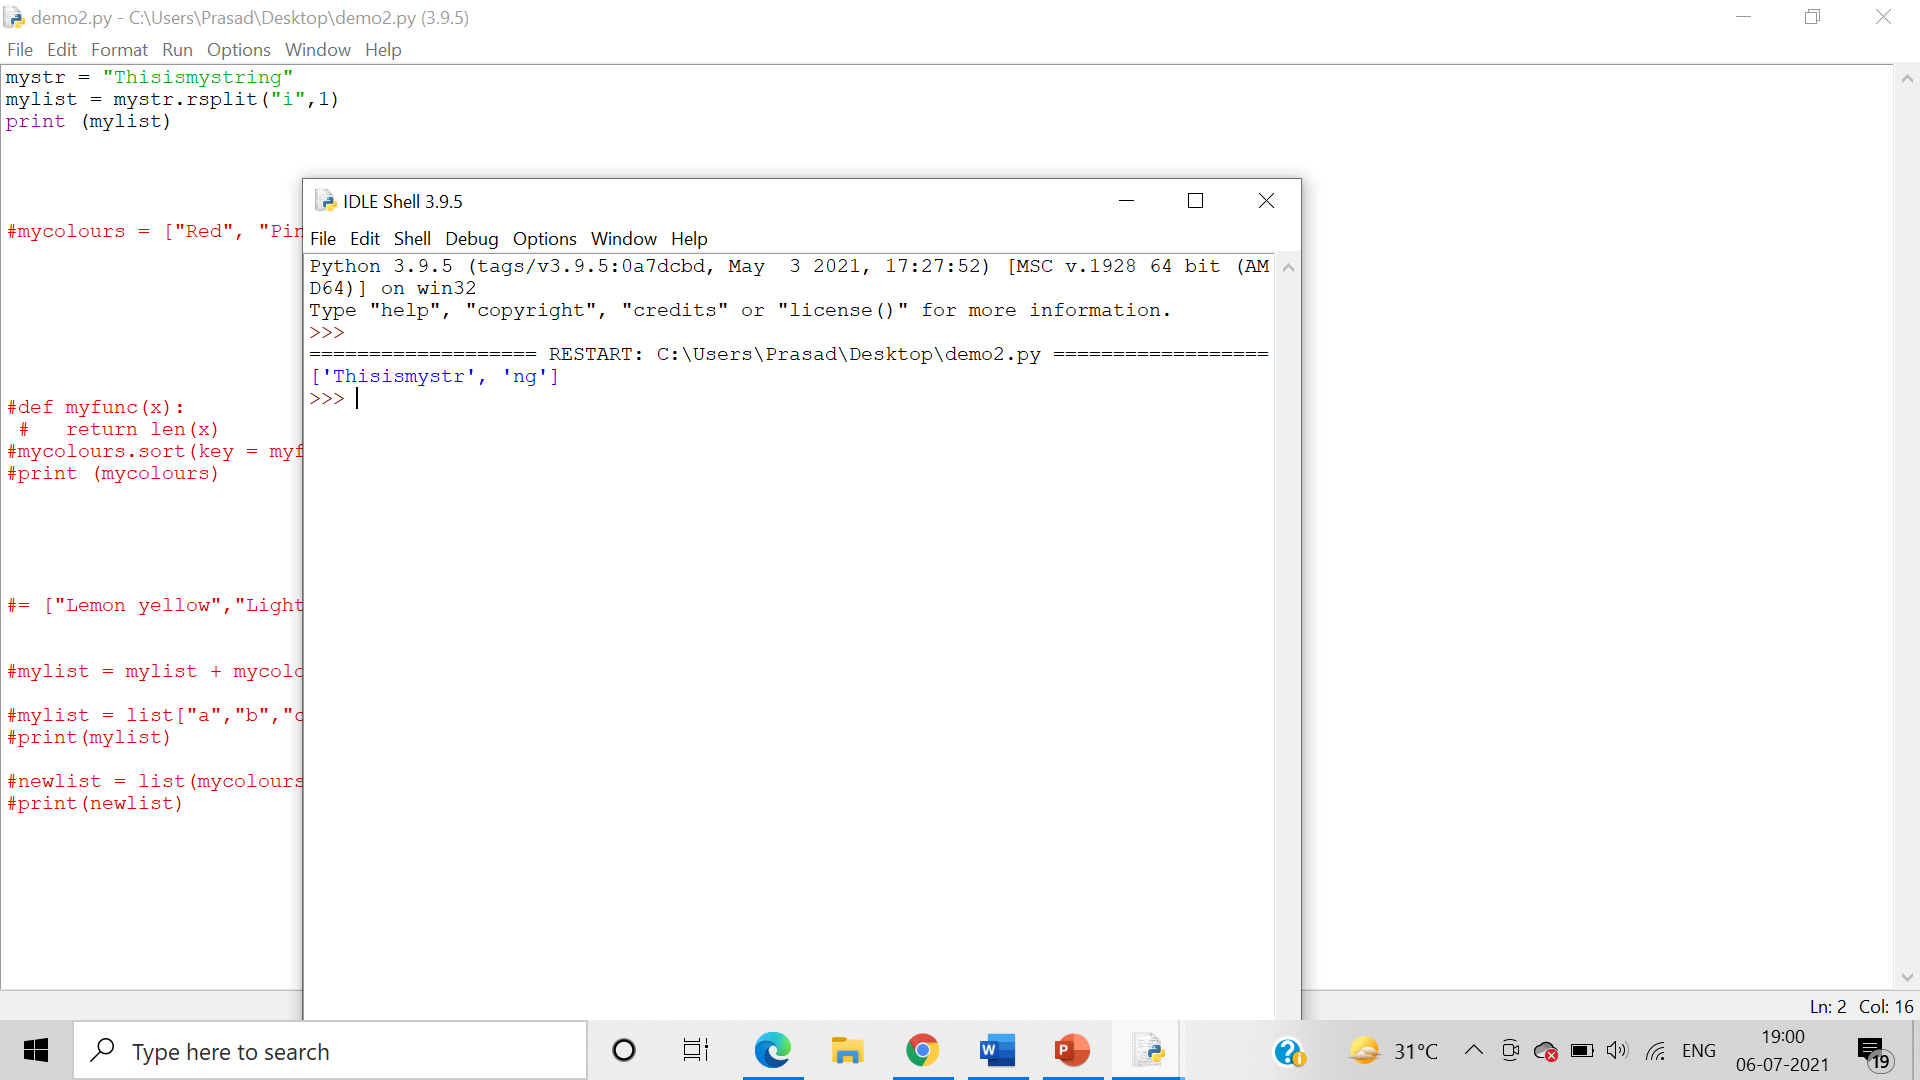 demo2.py - C:\Users\Prasad\Desktop\demo2.py (3.9.5)
File Edit Format Run Options Window Help
mystr = "Thisismystring"
mylist = mystr.rsplit("i",1)
print (mylist)
#mycolours = ["Red", "Pin
#def myfunc(x):
 #   return len(x)
#mycolours.sort(key = myf
#print (mycolours)
#= ["Lemon yellow","Light
#mylist = mylist + mycolo
#mylist = list["a","b","c
#print(mylist)
#newlist = list(mycolours
#print(newlist)
IDLE Shell 3.9.5
File Edit Shell Debug Options Window Help
Python 3.9.5 (tags/v3.9.5:0a7dcbd, May  3 2021, 17:27:52) [MSC v.1928 64 bit (AM
D64)] on win32
Type "help", "copyright", "credits" or "license()" for more information.
>>>
=================== RESTART: C:\Users\Prasad\Desktop\demo2.py ==================
['Thisismystr', 'ng']
>>>
Ln: 2 Col: 16
Type here to search
31°C
ENG
19:00
06-07-2021
19